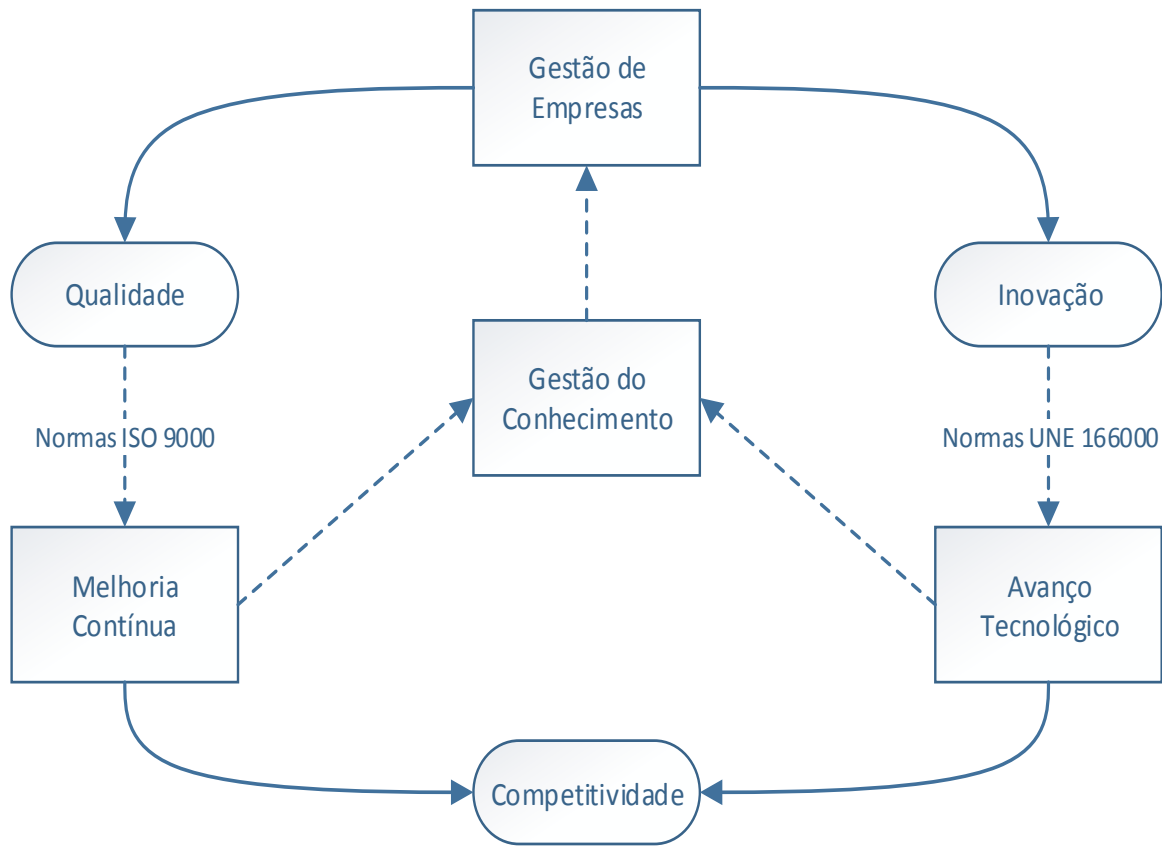 Gestão de
Empresas
Qualidade
Inovação
Gestão do
Conhecimento
Normas ISO 9000
Normas UNE 166000
Melhoria
Contínua
Avanço
Tecnológico
Competitividade